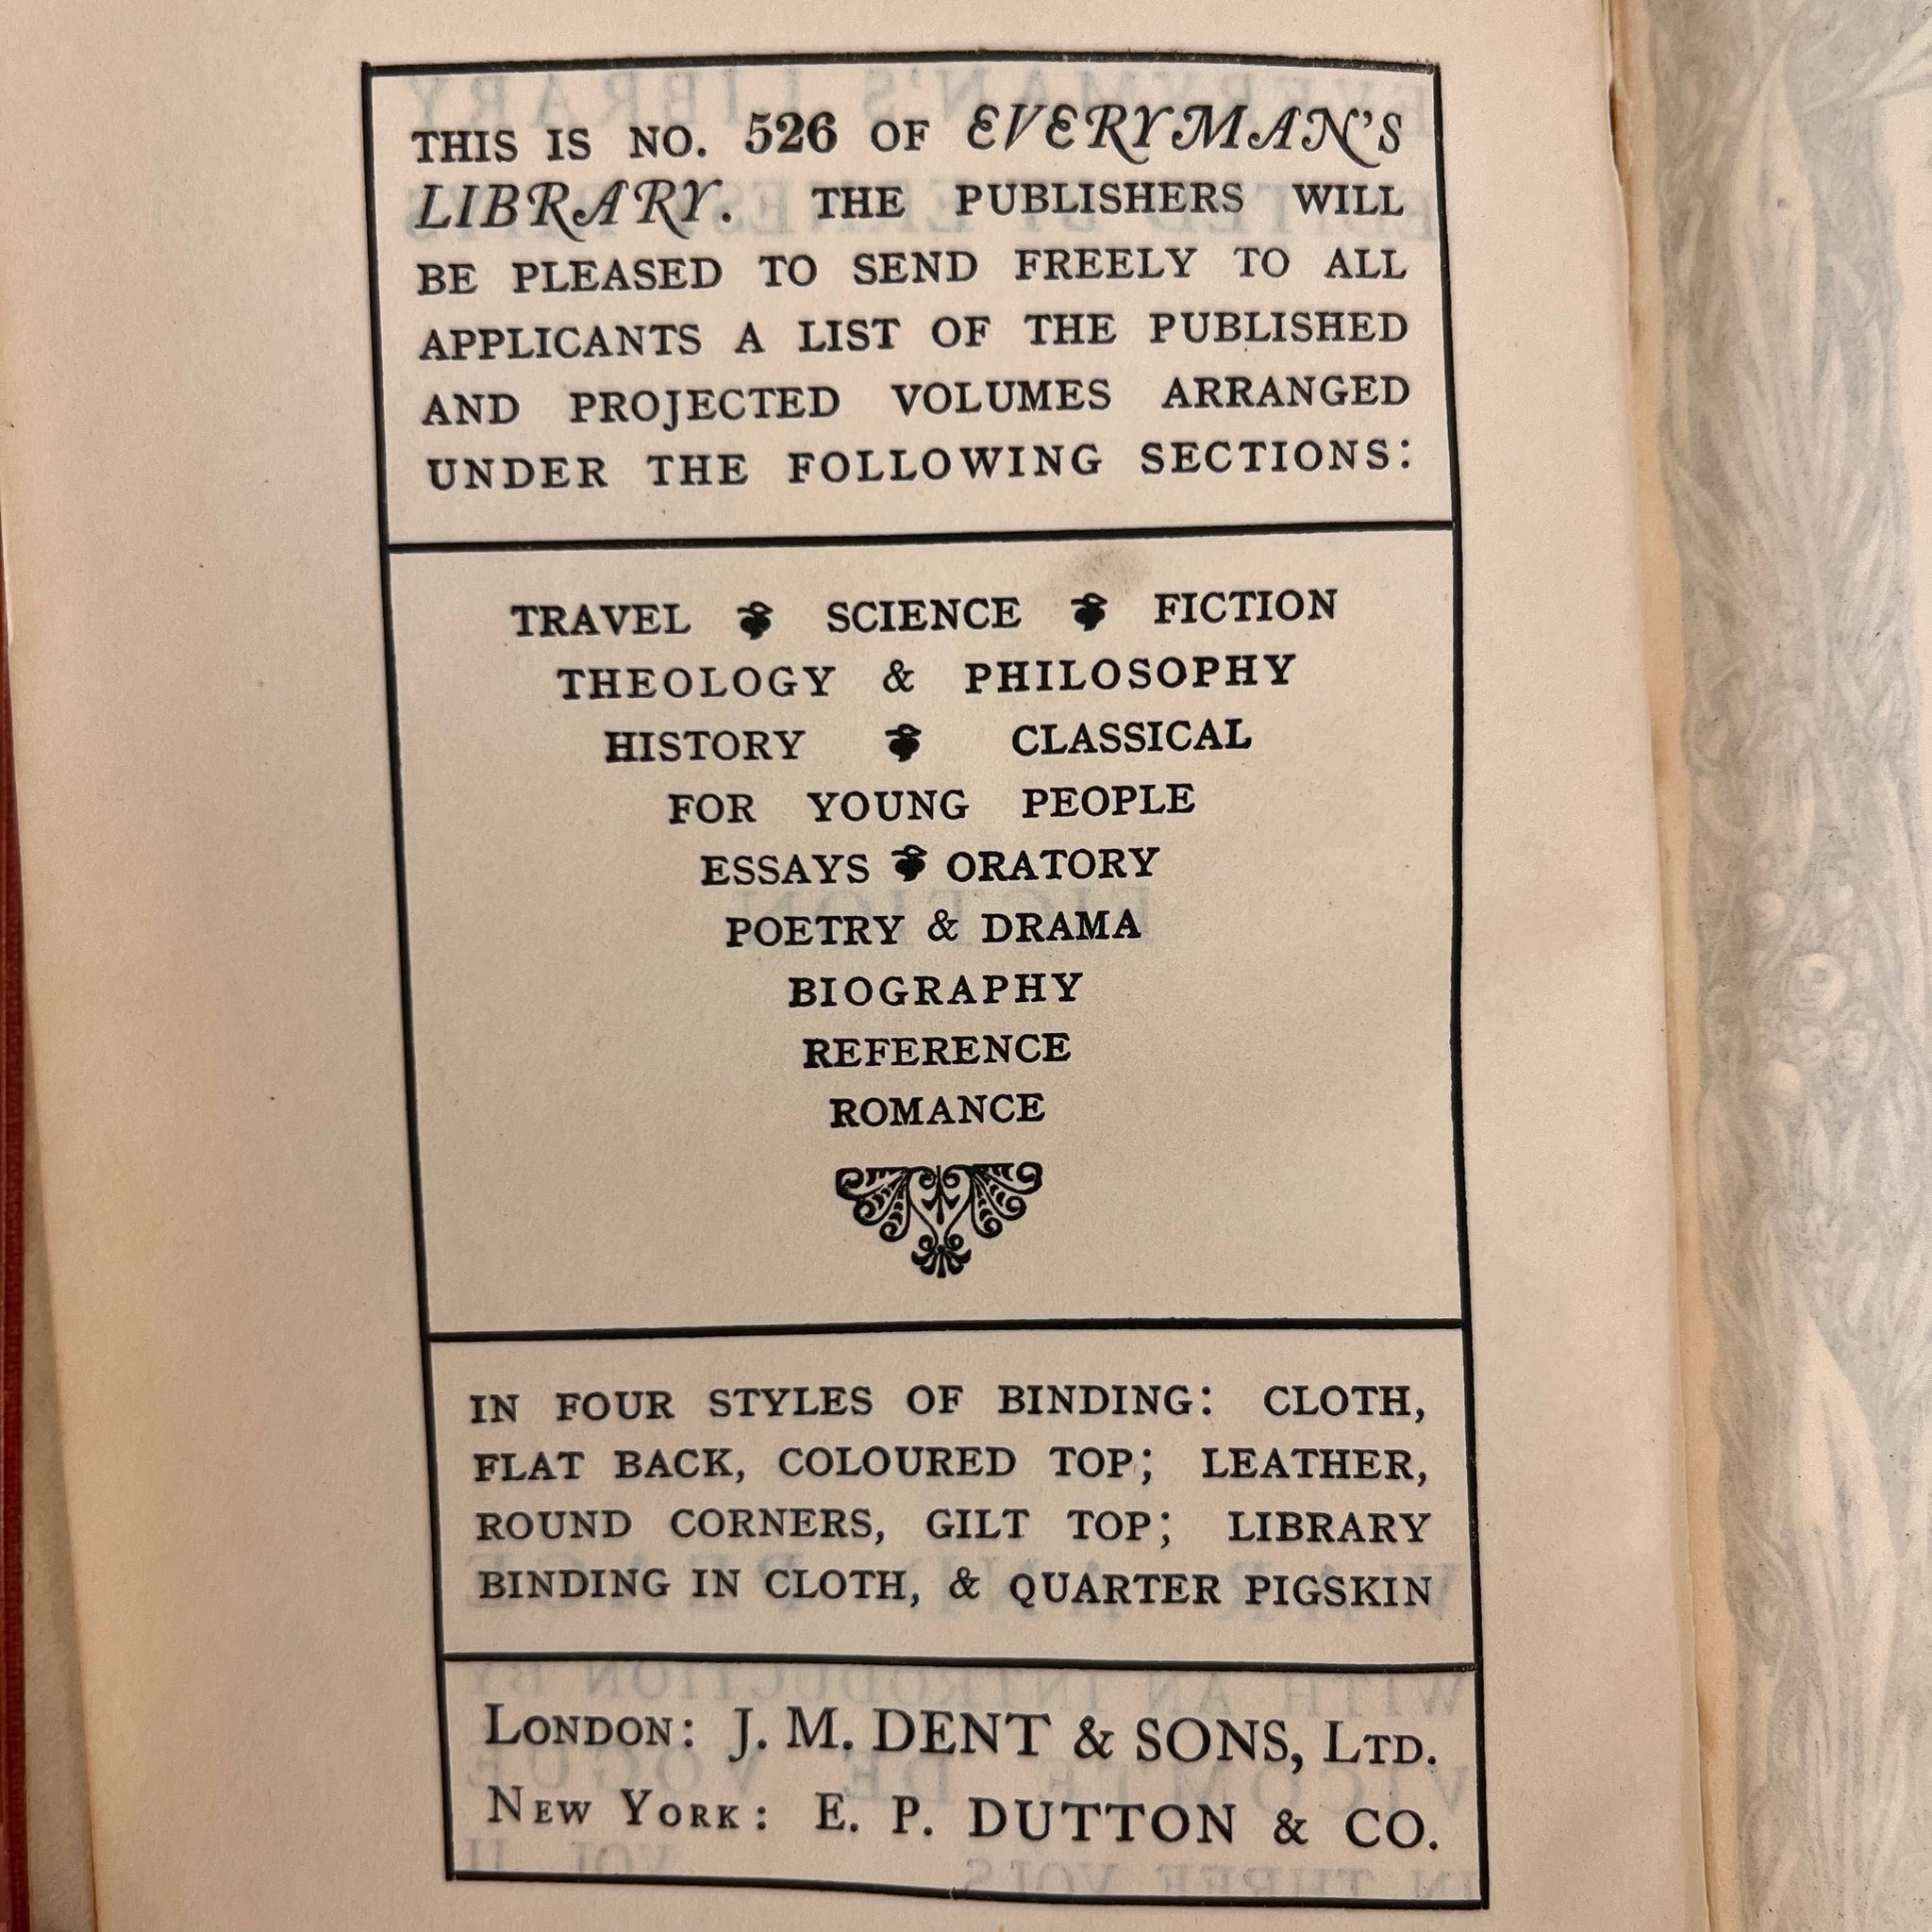 THIS IS NO. 526 OF EVERYMAN'S
LIBRARY. THE PUBLISHERS WILL
BE PLEASED TO SEND FREELY TO ALL
APPLICANTS A LIST OF THE PUBLISHED
AND PROJECTED VOLUMES ARRANGED
UNDER THE FOLLOWING SECTIONS:
TRAVEL SCIENCE FICTION
THEOLOGY & PHILOSOPHY
HISTORY CLASSICAL
FOR YOUNG PEOPLE
ESSAYS ORATORY
POETRY & DRAMA
BIOGRAPHY
REFERENCE
ROMANCE
IN FOUR STYLES OF BINDING: CLOTH,
FLAT BACK, COLOURED TOP; LEATHER,
ROUND CORNERS, GILT TOP; LIBRARY
BINDING IN CLOTH, & QUARTER PIGSKIN
LONDON: J. M. DENT & SONS, LTD.
NEW YORK: E. P. DUTTON & CO.